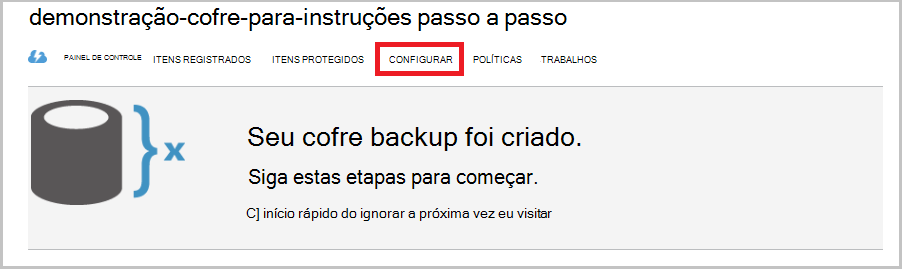 demonstração-cofre-para-instruções passo a passo
PAINEL DE CONTROLE ITENS REGISTRADOS ITENS PROTEGIDOS CONFIGURAR POLÍTICAS TRABALHOS
} x
Seu cofre backup foi criado.
Siga estas etapas para começar.
C] início rápido do ignorar a próxima vez eu visitar